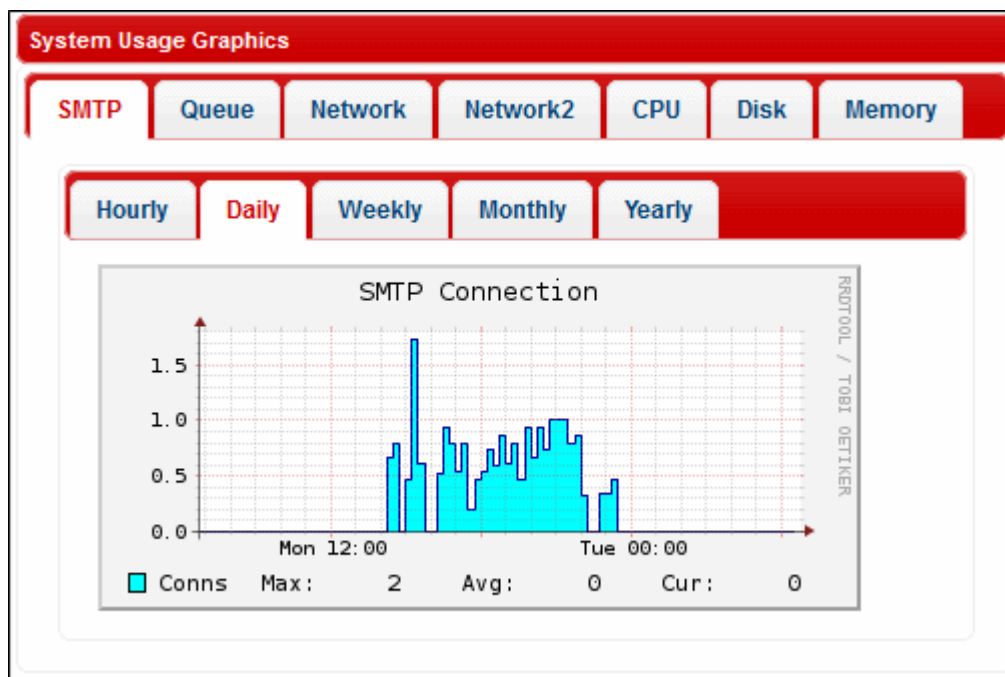 System Usage Graphics
SMTP Queue Network Network2 CPU Disk Memory
Hourly Daily Weekly Monthly Yearly
SMTP Connection
RRDTOOL / TOBI OETIKER
1.5
1.0
0.5
0.0
Mon 12:00 Tue 00:00
Conns Max: 2 Avg: 0 Cur: 0